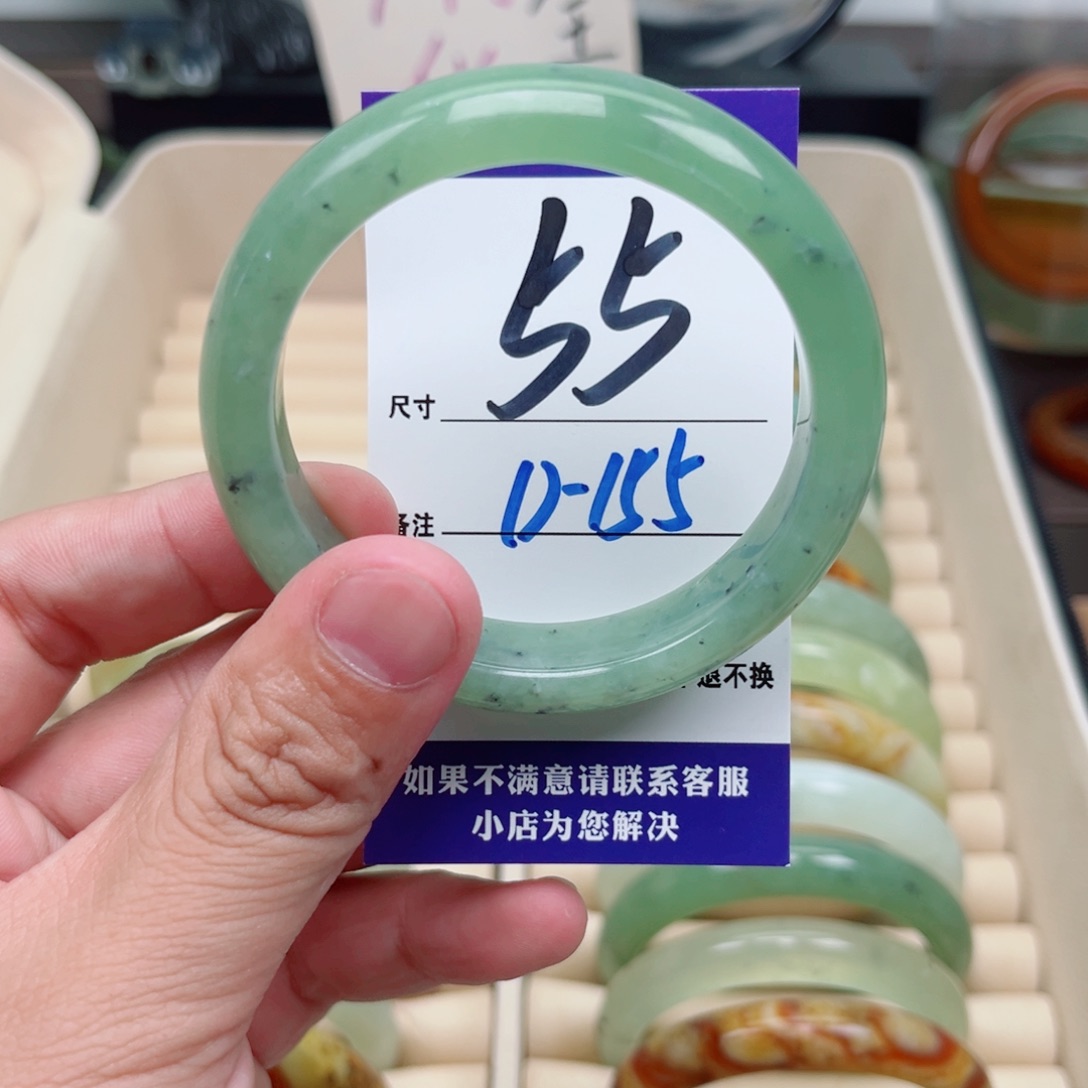 55
尺寸
D-155
备注
退不换
如果不满意请联系客服
小店为您解决